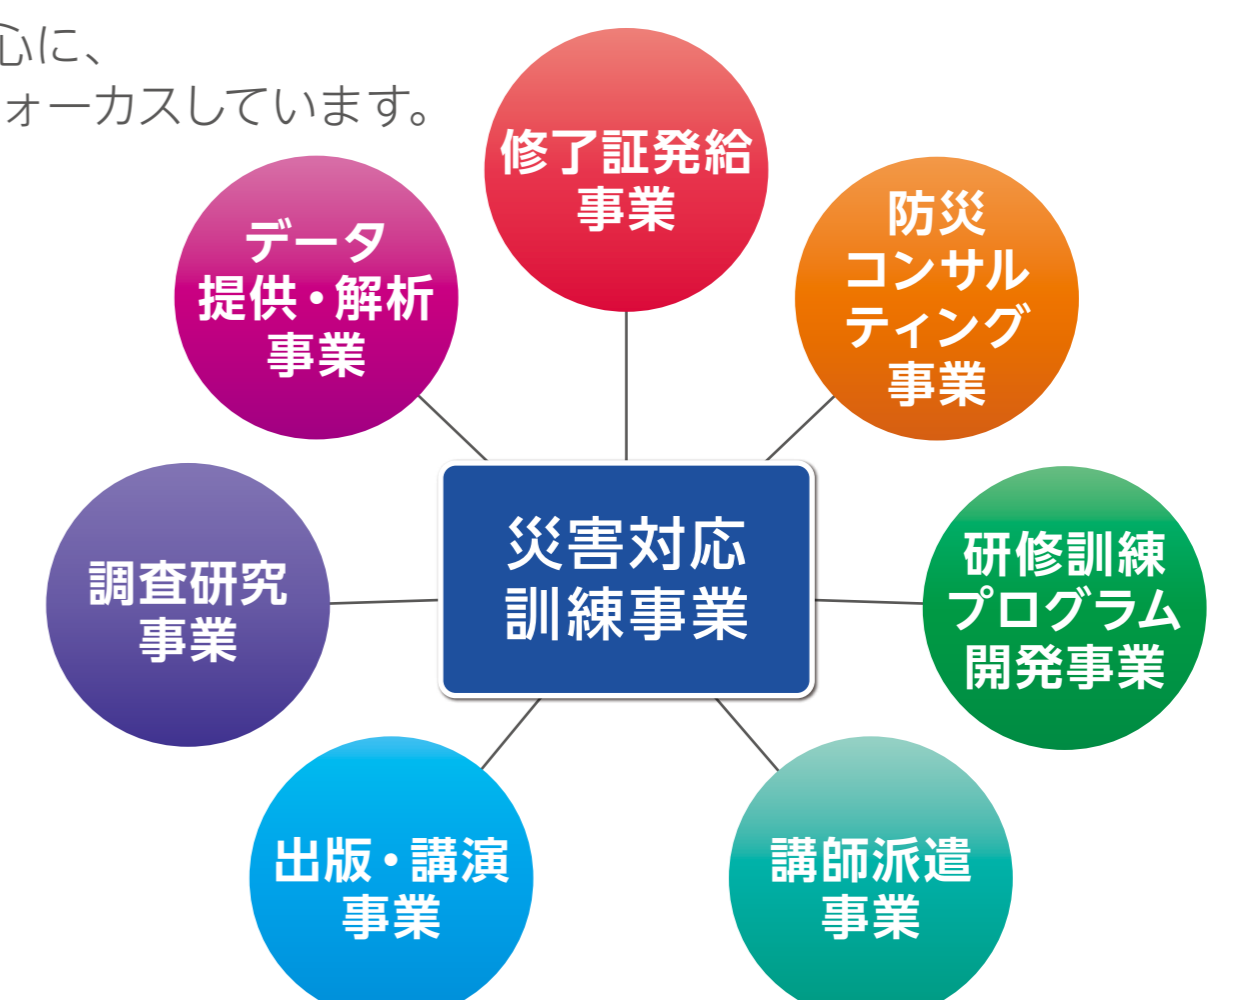 心に、
ォーカスしています。
修了証発給
事業
データ
提供・解析
事業
防災
コンサル
ティング
事業
災害対応
訓練事業
調査研究
事業
研修訓練
プログラム
開発事業
出版・講演
事業
講師派遣
事業